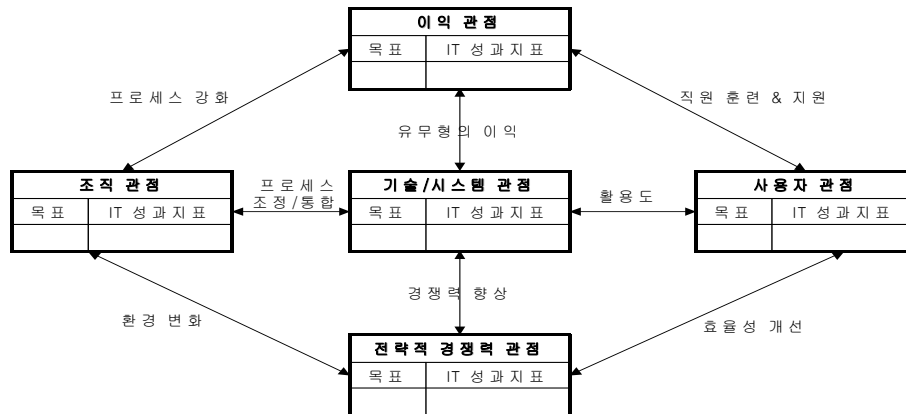 이익 관점
목표 IT 성과지표
프로세스 강화
직원 훈련 & 지원
유무형의 이익
조직 관점
목표 IT 성과지표
프로세스
조정/통합
기술/시스템 관점
목표 IT 성과지표
활용도
사용자 관점
목표 IT 성과지표
경쟁력 향상
환경 변화
효율성 개선
전략적 경쟁력 관점
목표 IT 성과지표